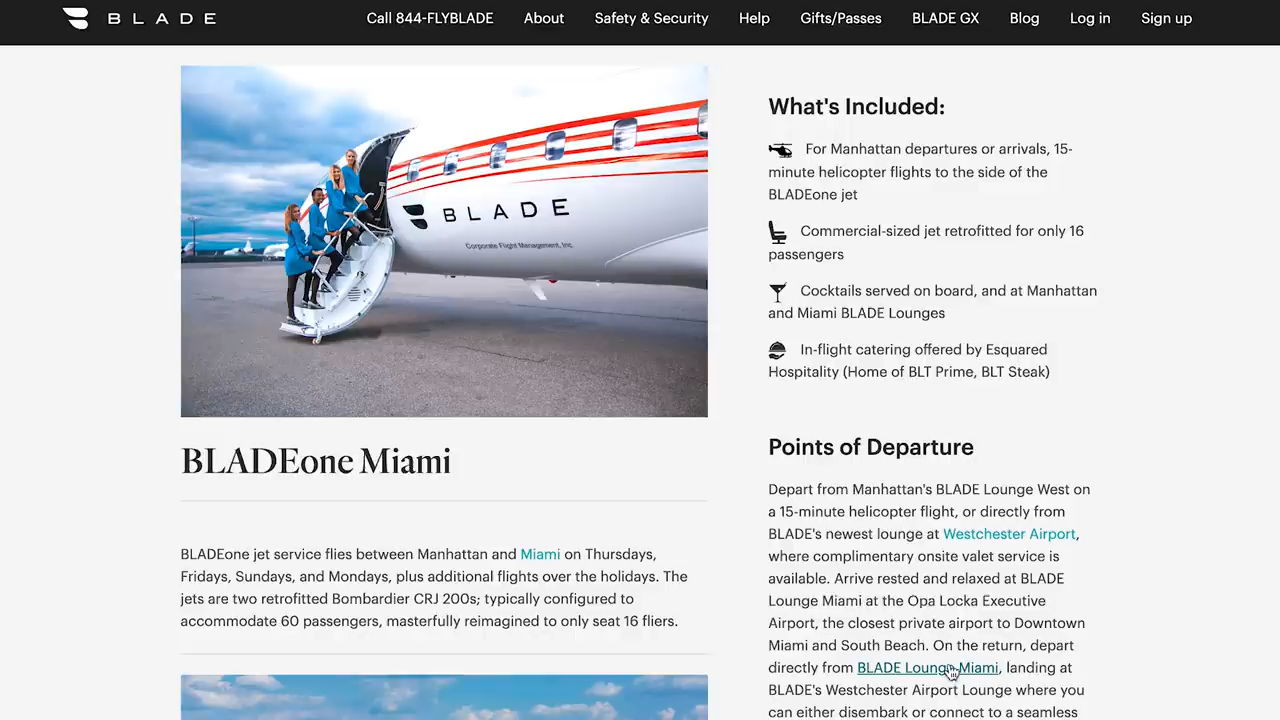 BLADE
Call 844-FLYBLADE About Safety & Security Help Gifts/Passes BLADE GX Blog Log in Sign up
BLADE
Corporate Flight Management, Inc.
BLADEone Miami
BLADEone jet service flies between Manhattan and Miami on Thursdays,
Fridays, Sundays, and Mondays, plus additional flights over the holidays. The
jets are two retrofitted Bombardier CRJ 200s; typically configured to
accommodate 60 passengers, masterfully reimagined to only seat 16 fliers.
What's Included:
For Manhattan departures or arrivals, 15-
minute helicopter flights to the side of the
BLADEone jet
Commercial-sized jet retrofitted for only 16
passengers
Cocktails served on board, and at Manhattan
and Miami BLADE Lounges
In-flight catering offered by Esquared
Hospitality (Home of BLT Prime, BLT Steak)
Points of Departure
Depart from Manhattan's BLADE Lounge West on
a 15-minute helicopter flight, or directly from
BLADE's newest lounge at Westchester Airport,
where complimentary onsite valet service is
available. Arrive rested and relaxed at BLADE
Lounge Miami at the Opa Locka Executive
Airport, the closest private airport to Downtown
Miami and South Beach. On the return, depart
directly from BLADE Lounge Miami, landing at
BLADE's Westchester Airport Lounge where you
can either disembark or connect to a seamless